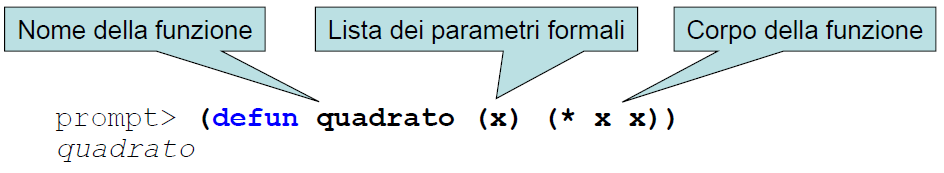 Nome della funzione
Lista dei parametri formali
Corpo della funzione
prompt> (defun quadrato (x) (* x x))
quadrato